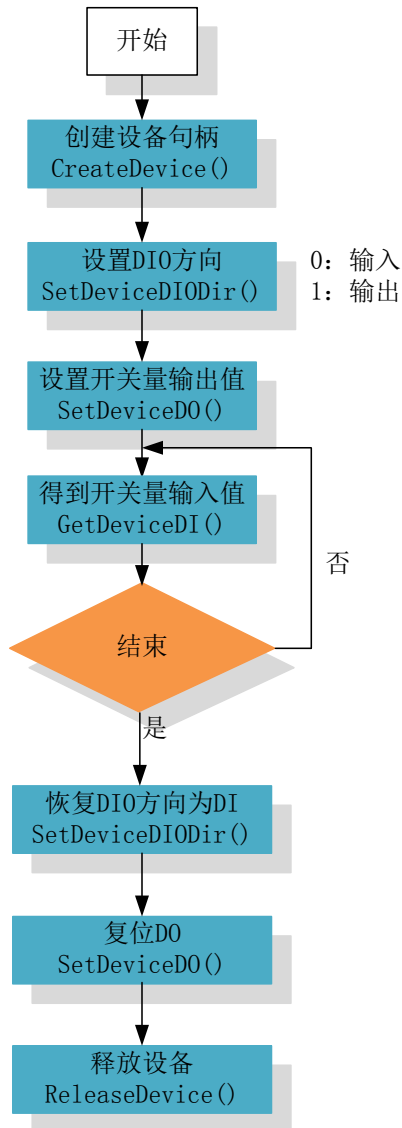 开始
创建设备句柄
CreateDevice()
设置DIO方向
SetDeviceDIODir()
0: 输入
1: 输出
设置开关量输出值
SetDeviceDO()
得到开关量输入值
GetDeviceDI()
否
结束
是
恢复DIO方向为DI
SetDeviceDIODir()
复位DO
SetDeviceDO()
释放设备
ReleaseDevice()